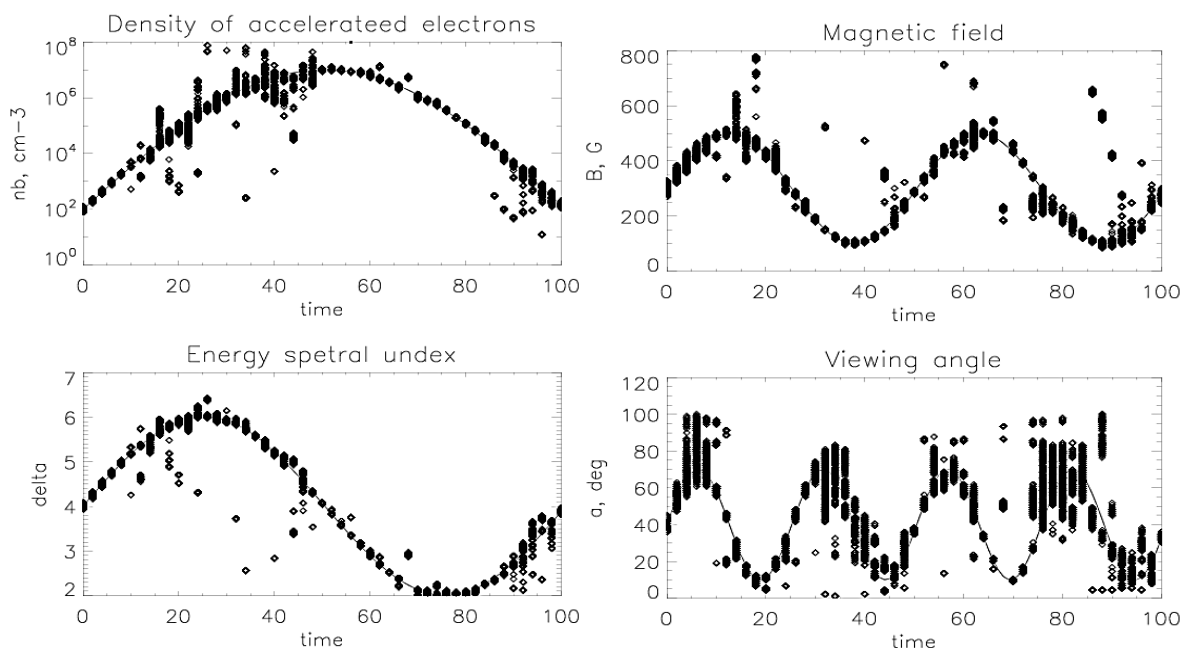 Density of accelerateed electrons
nb, cm-3
10^8
10^6
10^4
10^2
10^0
0 20 40 60 80 100
time
Magnetic field
B, G
800
600
400
200
0
0 20 40 60 80 100
time
Energy spetral undex
delta
7
6
5
4
3
2
0 20 40 60 80 100
time
Viewing angle
a, deg
120
100
80
60
40
20
0
0 20 40 60 80 100
time